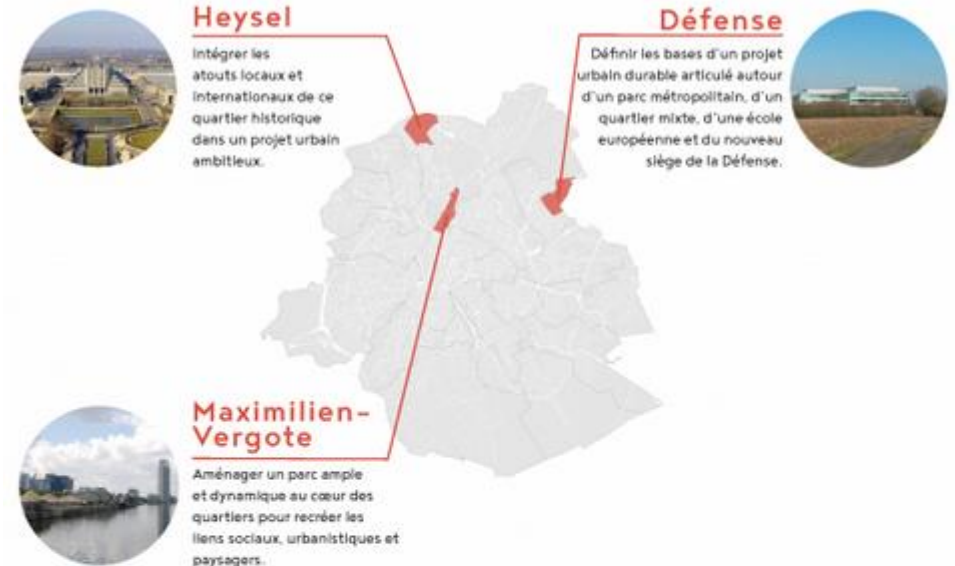 Heysel
Intégrer les
atouts locaux et
internationaux de ce
quartier historique
dans un projet urbain
ambitieux.
Défense
Définir les bases d'un projet
urbain durable articulé autour
d'un parc métropolitain, d'un
quartier mixte, d'une école
européenne et du nouveau
siège de la Défense.
Maximilien-
Vergote
Aménager un parc ample
et dynamique au cœur des
quartiers pour recréer les
liens sociaux, urbanistiques et
paysagers.